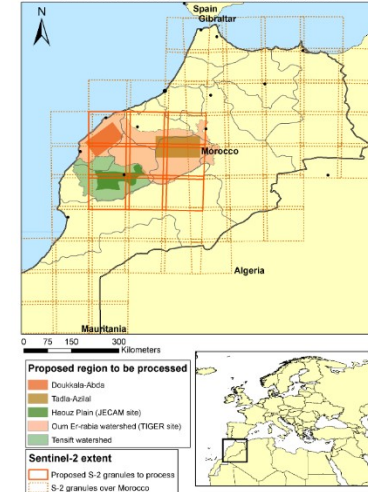 Spain
Gibraltar
N
Morocco
Algeria
Mauritania
0 75 150 300
Kilometers
Proposed region to be processed
Doukkala-Abda
Tadla-Azilal
Haouz Plain (JECAM site)
Oum Er-rabia watershed (TIGER site)
Tensift watershed
Sentinel-2 extent
Proposed S-2 granules to process
S-2 granules over Morocco